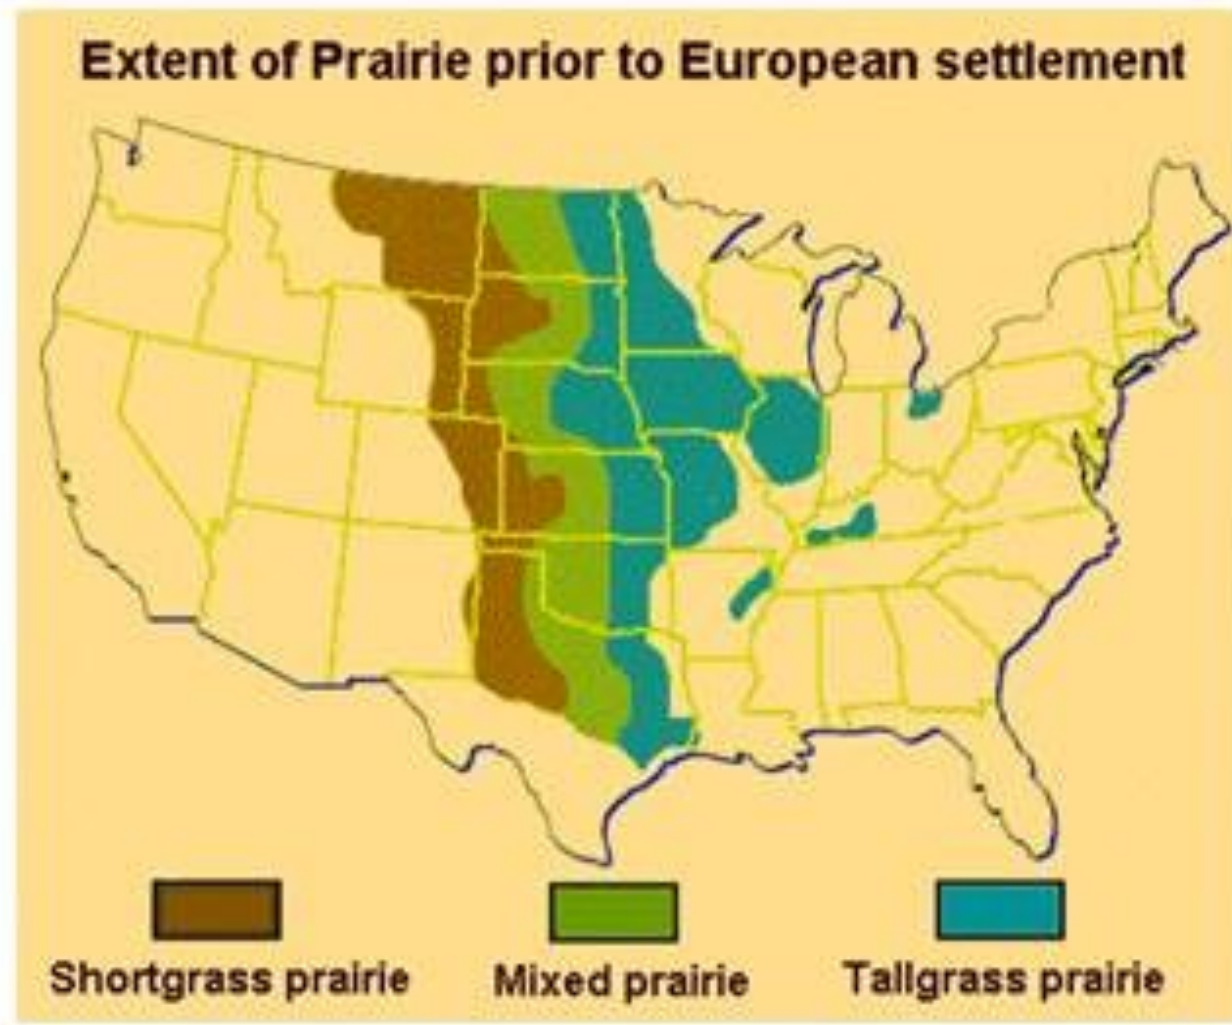 Extent of Prairie prior to European settlement
Shortgrass prairie
Mixed prairie
Tallgrass prairie